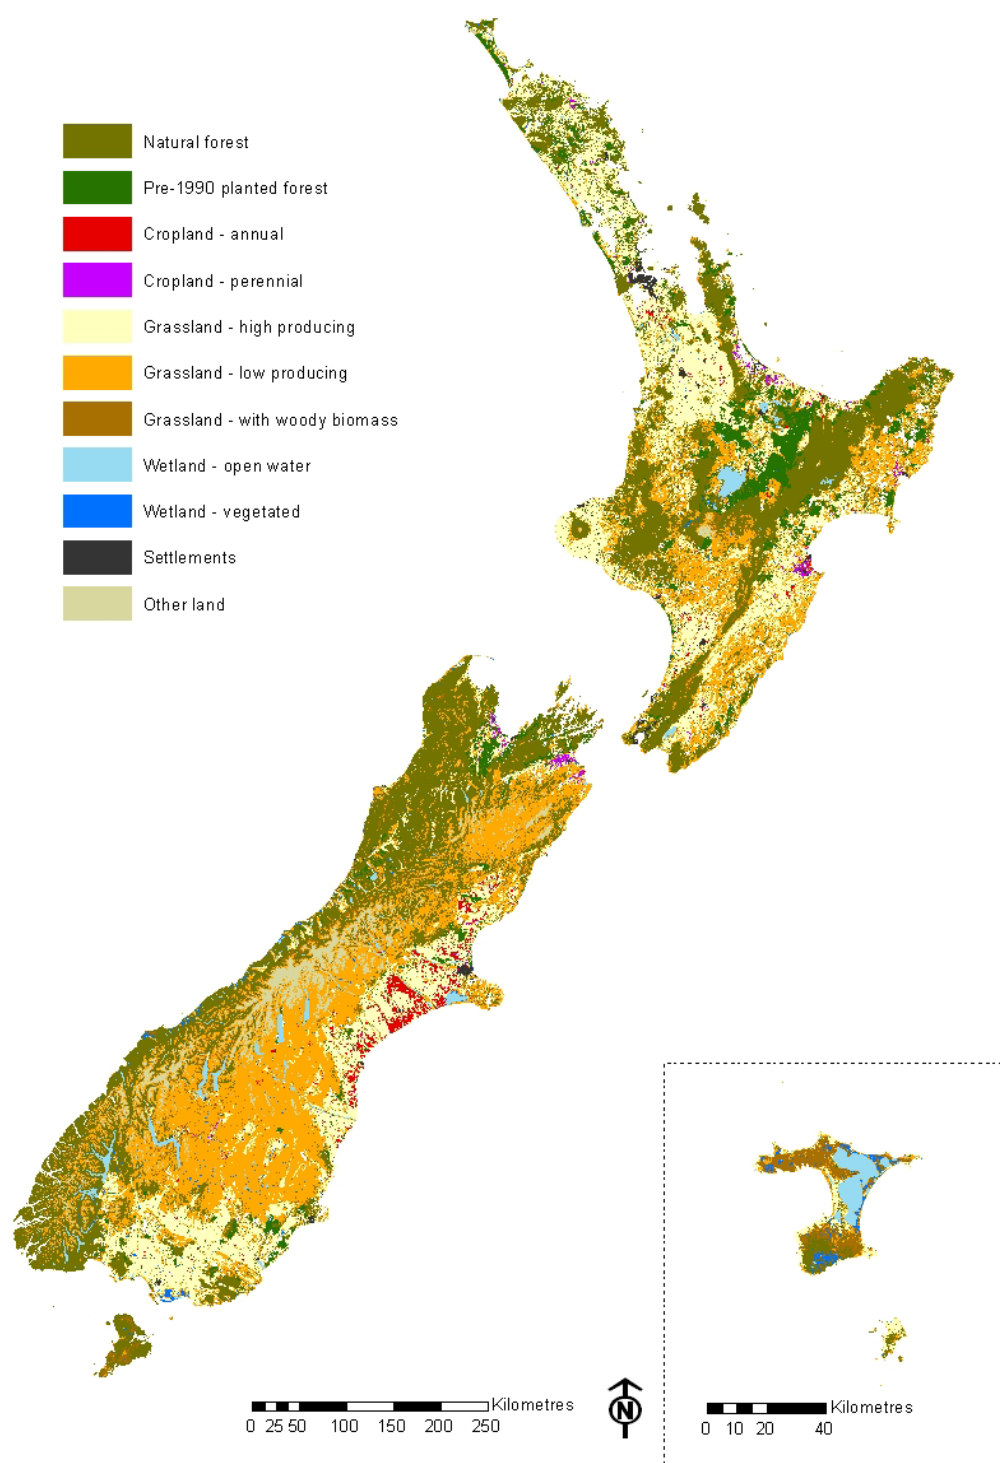 Natural forest
Pre-1990 planted forest
Cropland - annual
Cropland - perennial
Grassland - high producing
Grassland - low producing
Grassland - with woody biomass
Wetland - open water
Wetland - vegetated
Settlements
Other land
Kilometres
0 25 50 100 150 200 250
N
Kilometres
0 10 20 40